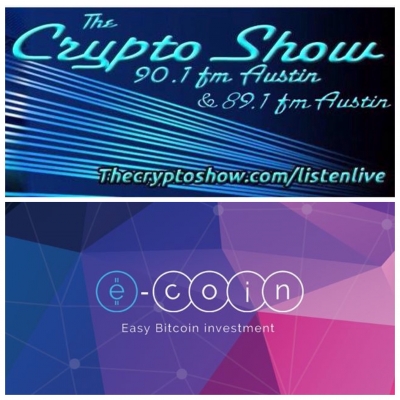 The
Crypto Show
90.1 fm Austin
& 89.1 fm Austin
Thecryptoshow.com/listenlive
e-coin
Easy Bitcoin investment